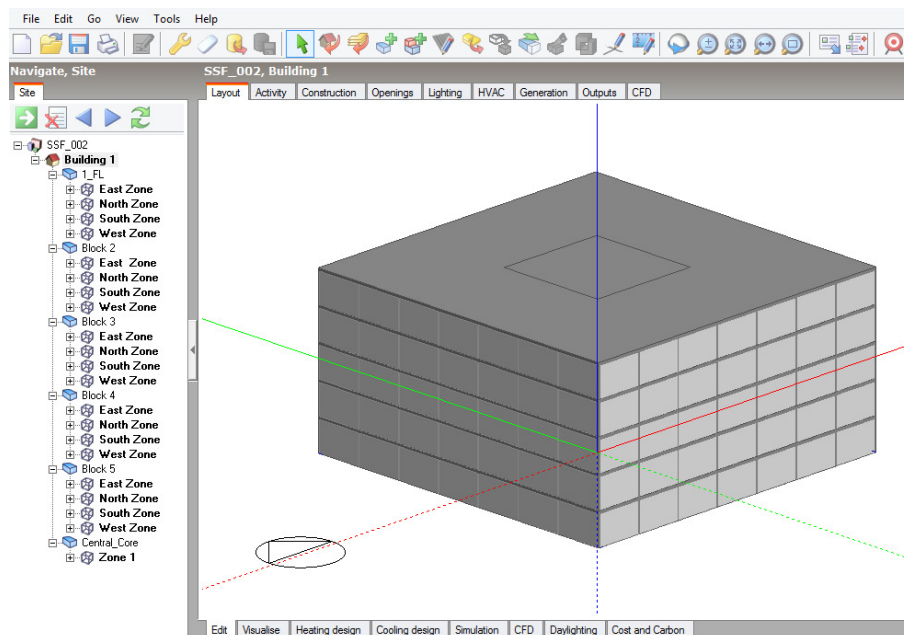 File Edit Go View Tools Help
Navigate, Site
SSF_002, Building 1
Site
Layout Activity Construction Openings Lighting HVAC Generation Outputs CFD
SSF_002
Building 1
1_FL
East Zone
North Zone
South Zone
West Zone
Block 2
East Zone
North Zone
South Zone
West Zone
Block 3
East Zone
North Zone
South Zone
West Zone
Block 4
East Zone
North Zone
South Zone
West Zone
Block 5
East Zone
North Zone
South Zone
West Zone
Central_Core
Zone 1
Edit Visualise Heating design Cooling design Simulation CFD Daylighting Cost and Carbon